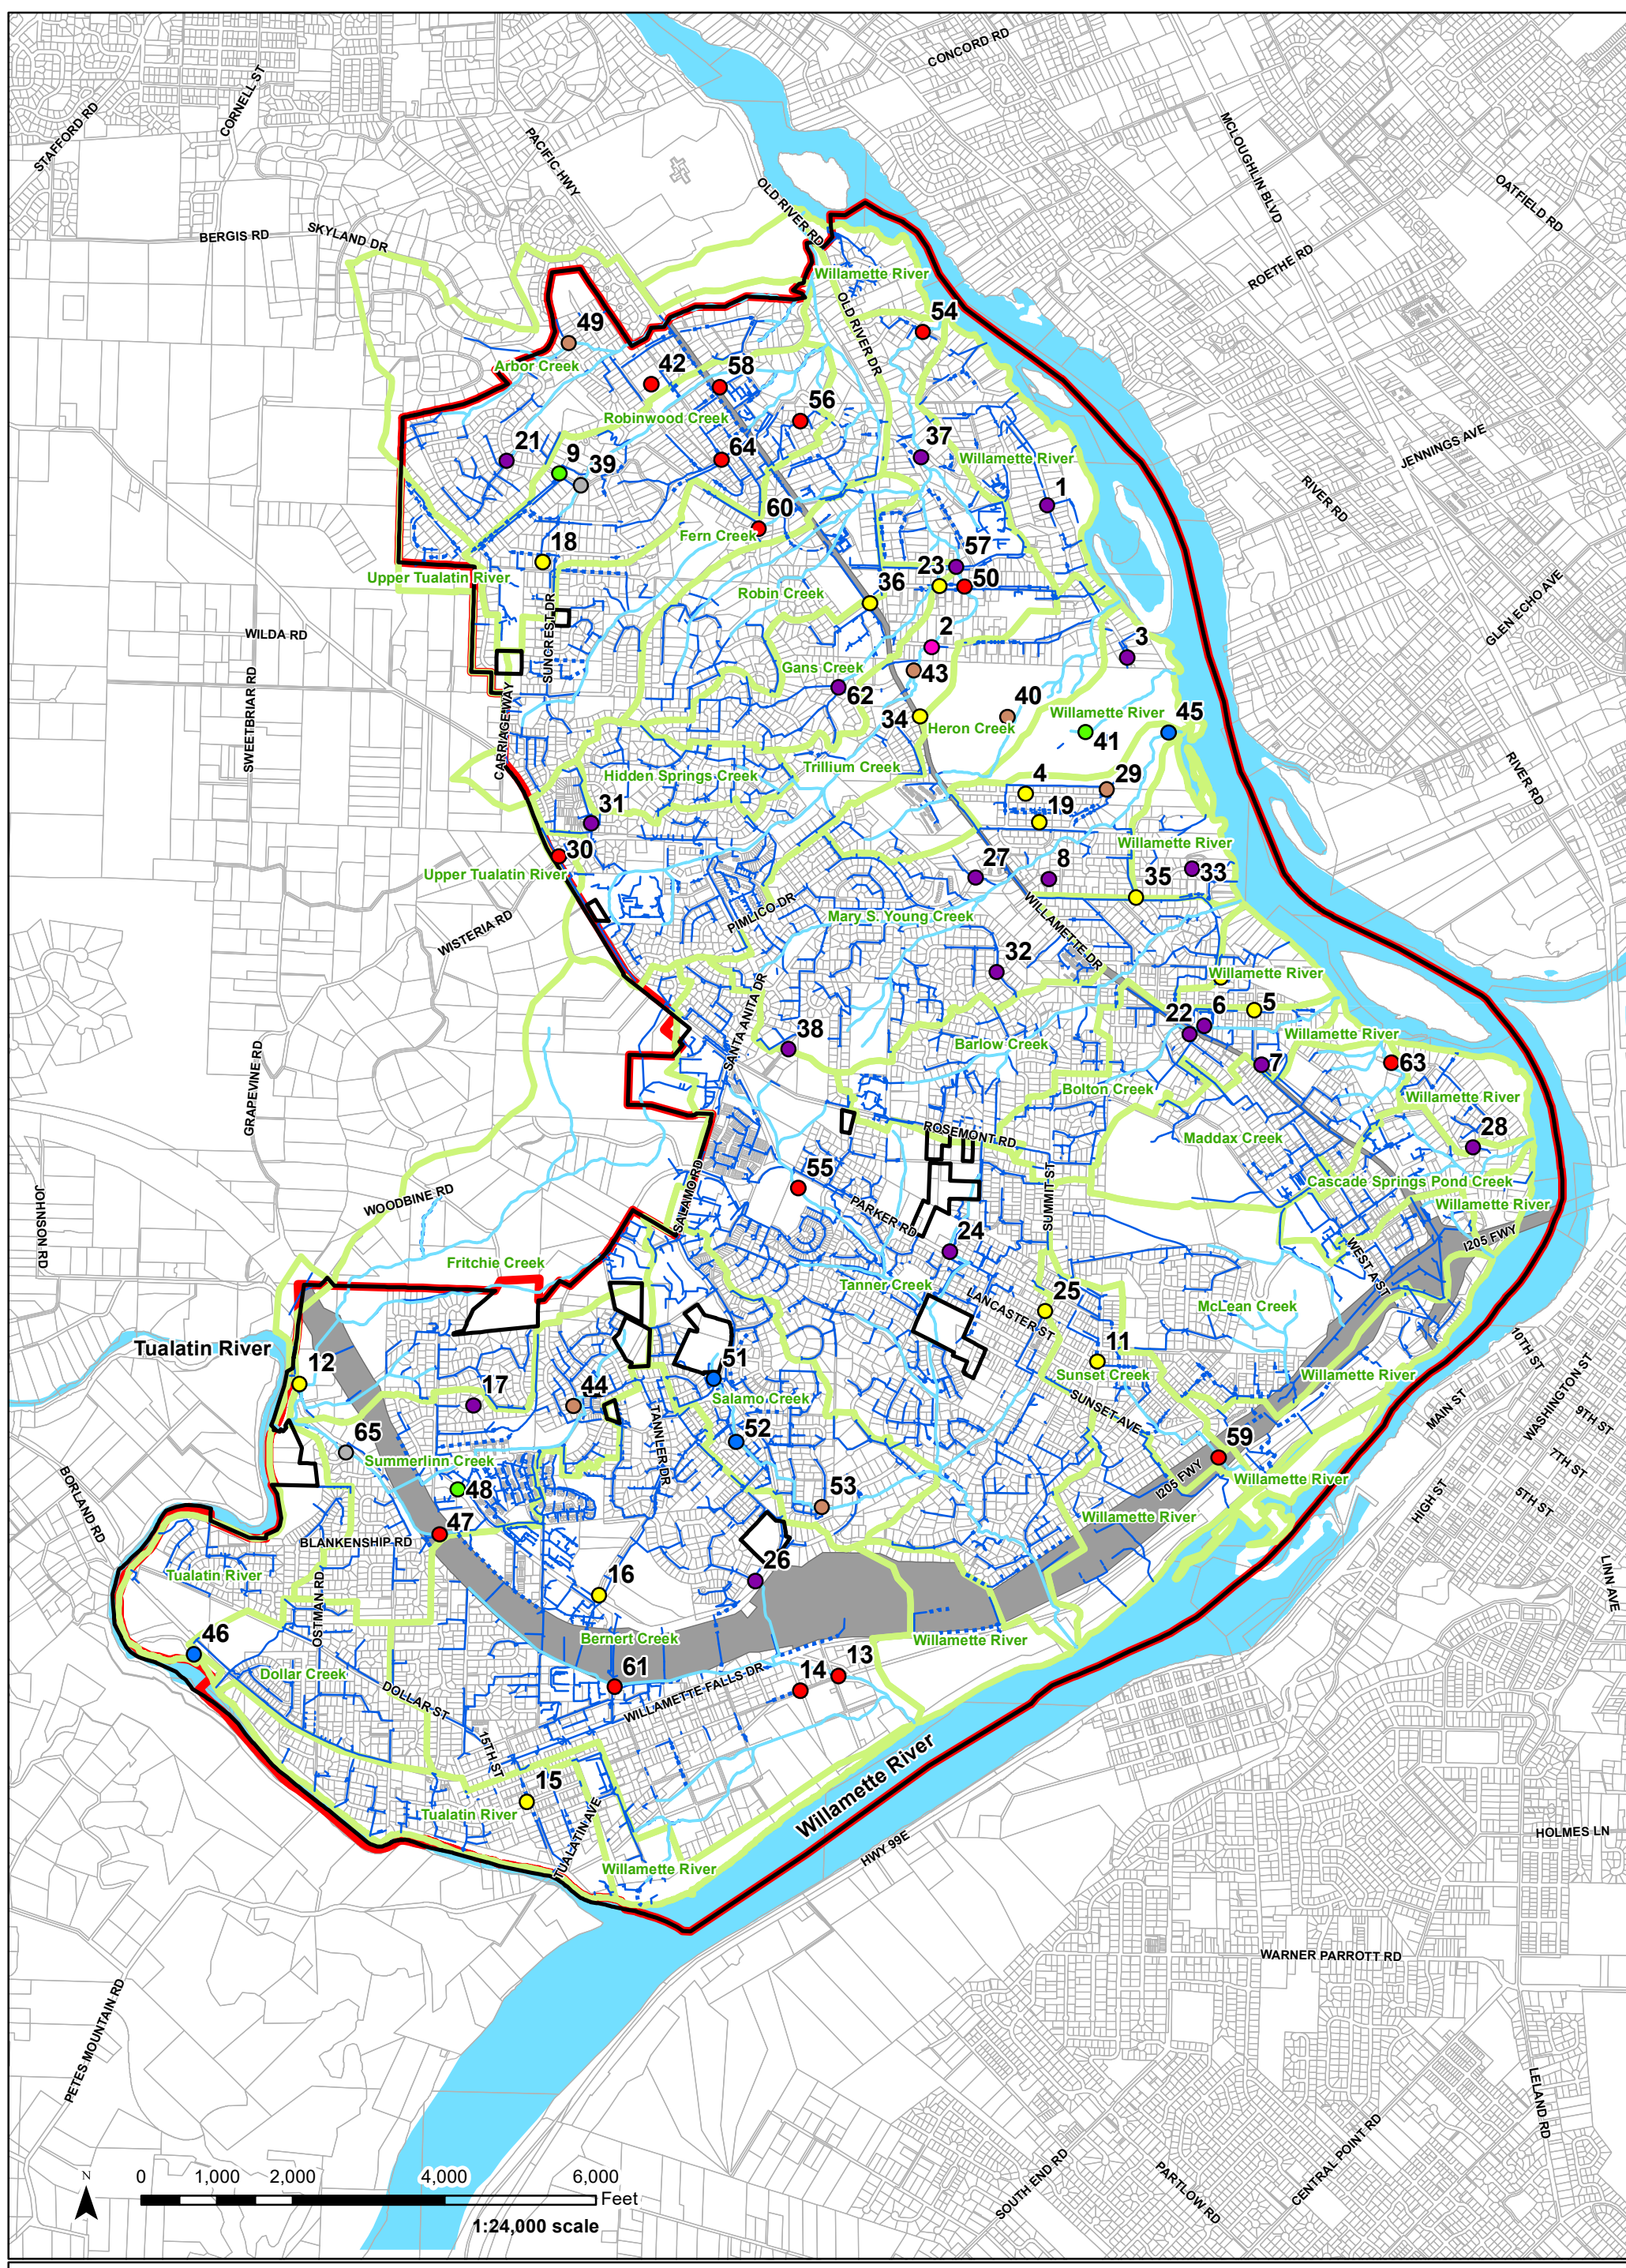 CONCORD RD
CORNELL ST
STAFFORD RD
PACIFIC HWY
MCLOUGHLIN BLVD
OATFIELD RD
OLD RIVER RD
BERGIS RD
SKYLAND DR
ROETHE RD
Willamette River
OLD RIVER DR
54
49
Arbor Creek
42
58
56
Robinwood Creek
37
Willamette River
JENNINGS AVE
21
9
39
64
1
RIVER RD
60
Fern Creek
18
57
23
50
Upper Tualatin River
36
Robin Creek
GLEN ECHO AVE
SUNCREST DR
WILDA RD
2
3
Gans Creek
43
62
SWEETBRIAR RD
CARRIAGE WAY
40
34
Heron Creek
Willamette River
45
41
Trillium Creek
Hidden Springs Creek
4
29
RIVER RD
31
19
30
Willamette River
Upper Tualatin River
27
8
33
35
PIMLICO DR
Mary S. Young Creek
WILLAMETTE DR
WISTERIA RD
32
Willamette River
SANTA ANITA DR
6
5
22
38
Barlow Creek
Willamette River
7
63
GRAPEVINE RD
Bolton Creek
Willamette River
ROSEMONT RD
Maddax Creek
28
55
SUMMIT ST
Cascade Springs Pond Creek
SALAMO RD
WOODBINE RD
PARKER RD
Willamette River
JOHNSON RD
24
I205 FWY
Fritchie Creek
WEST A ST
Tanner Creek
LANCASTER ST
25
McLean Creek
Tualatin River
11
10TH ST
12
51
Sunset Creek
Willamette River
WASHINGTON ST
17
44
Salamo Creek
SUNSET AVE
MAIN ST
9TH ST
TANNLER DR
65
52
59
Summerlinn Creek
7TH ST
48
I205 FWY
Willamette River
BORLAND RD
53
HIGH ST
5TH ST
47
Willamette River
BLANKENSHIP RD
Tualatin River
26
LINN AVE
16
OSTMAN RD
46
Bernert Creek
Willamette River
Dollar Creek
61
14
13
DOLLAR ST
WILLAMETTE FALLS DR
15TH ST
15
Willamette River
Tualatin River
TUALATIN AVE
HWY 99E
HOLMES LN
Willamette River
WARNER PARROTT RD
PETES MOUNTAIN RD
LELAND RD
SOUTH END RD
PARTLOW RD
CENTRAL POINT RD
N
0 1,000 2,000 4,000 6,000
Feet
1:24,000 scale